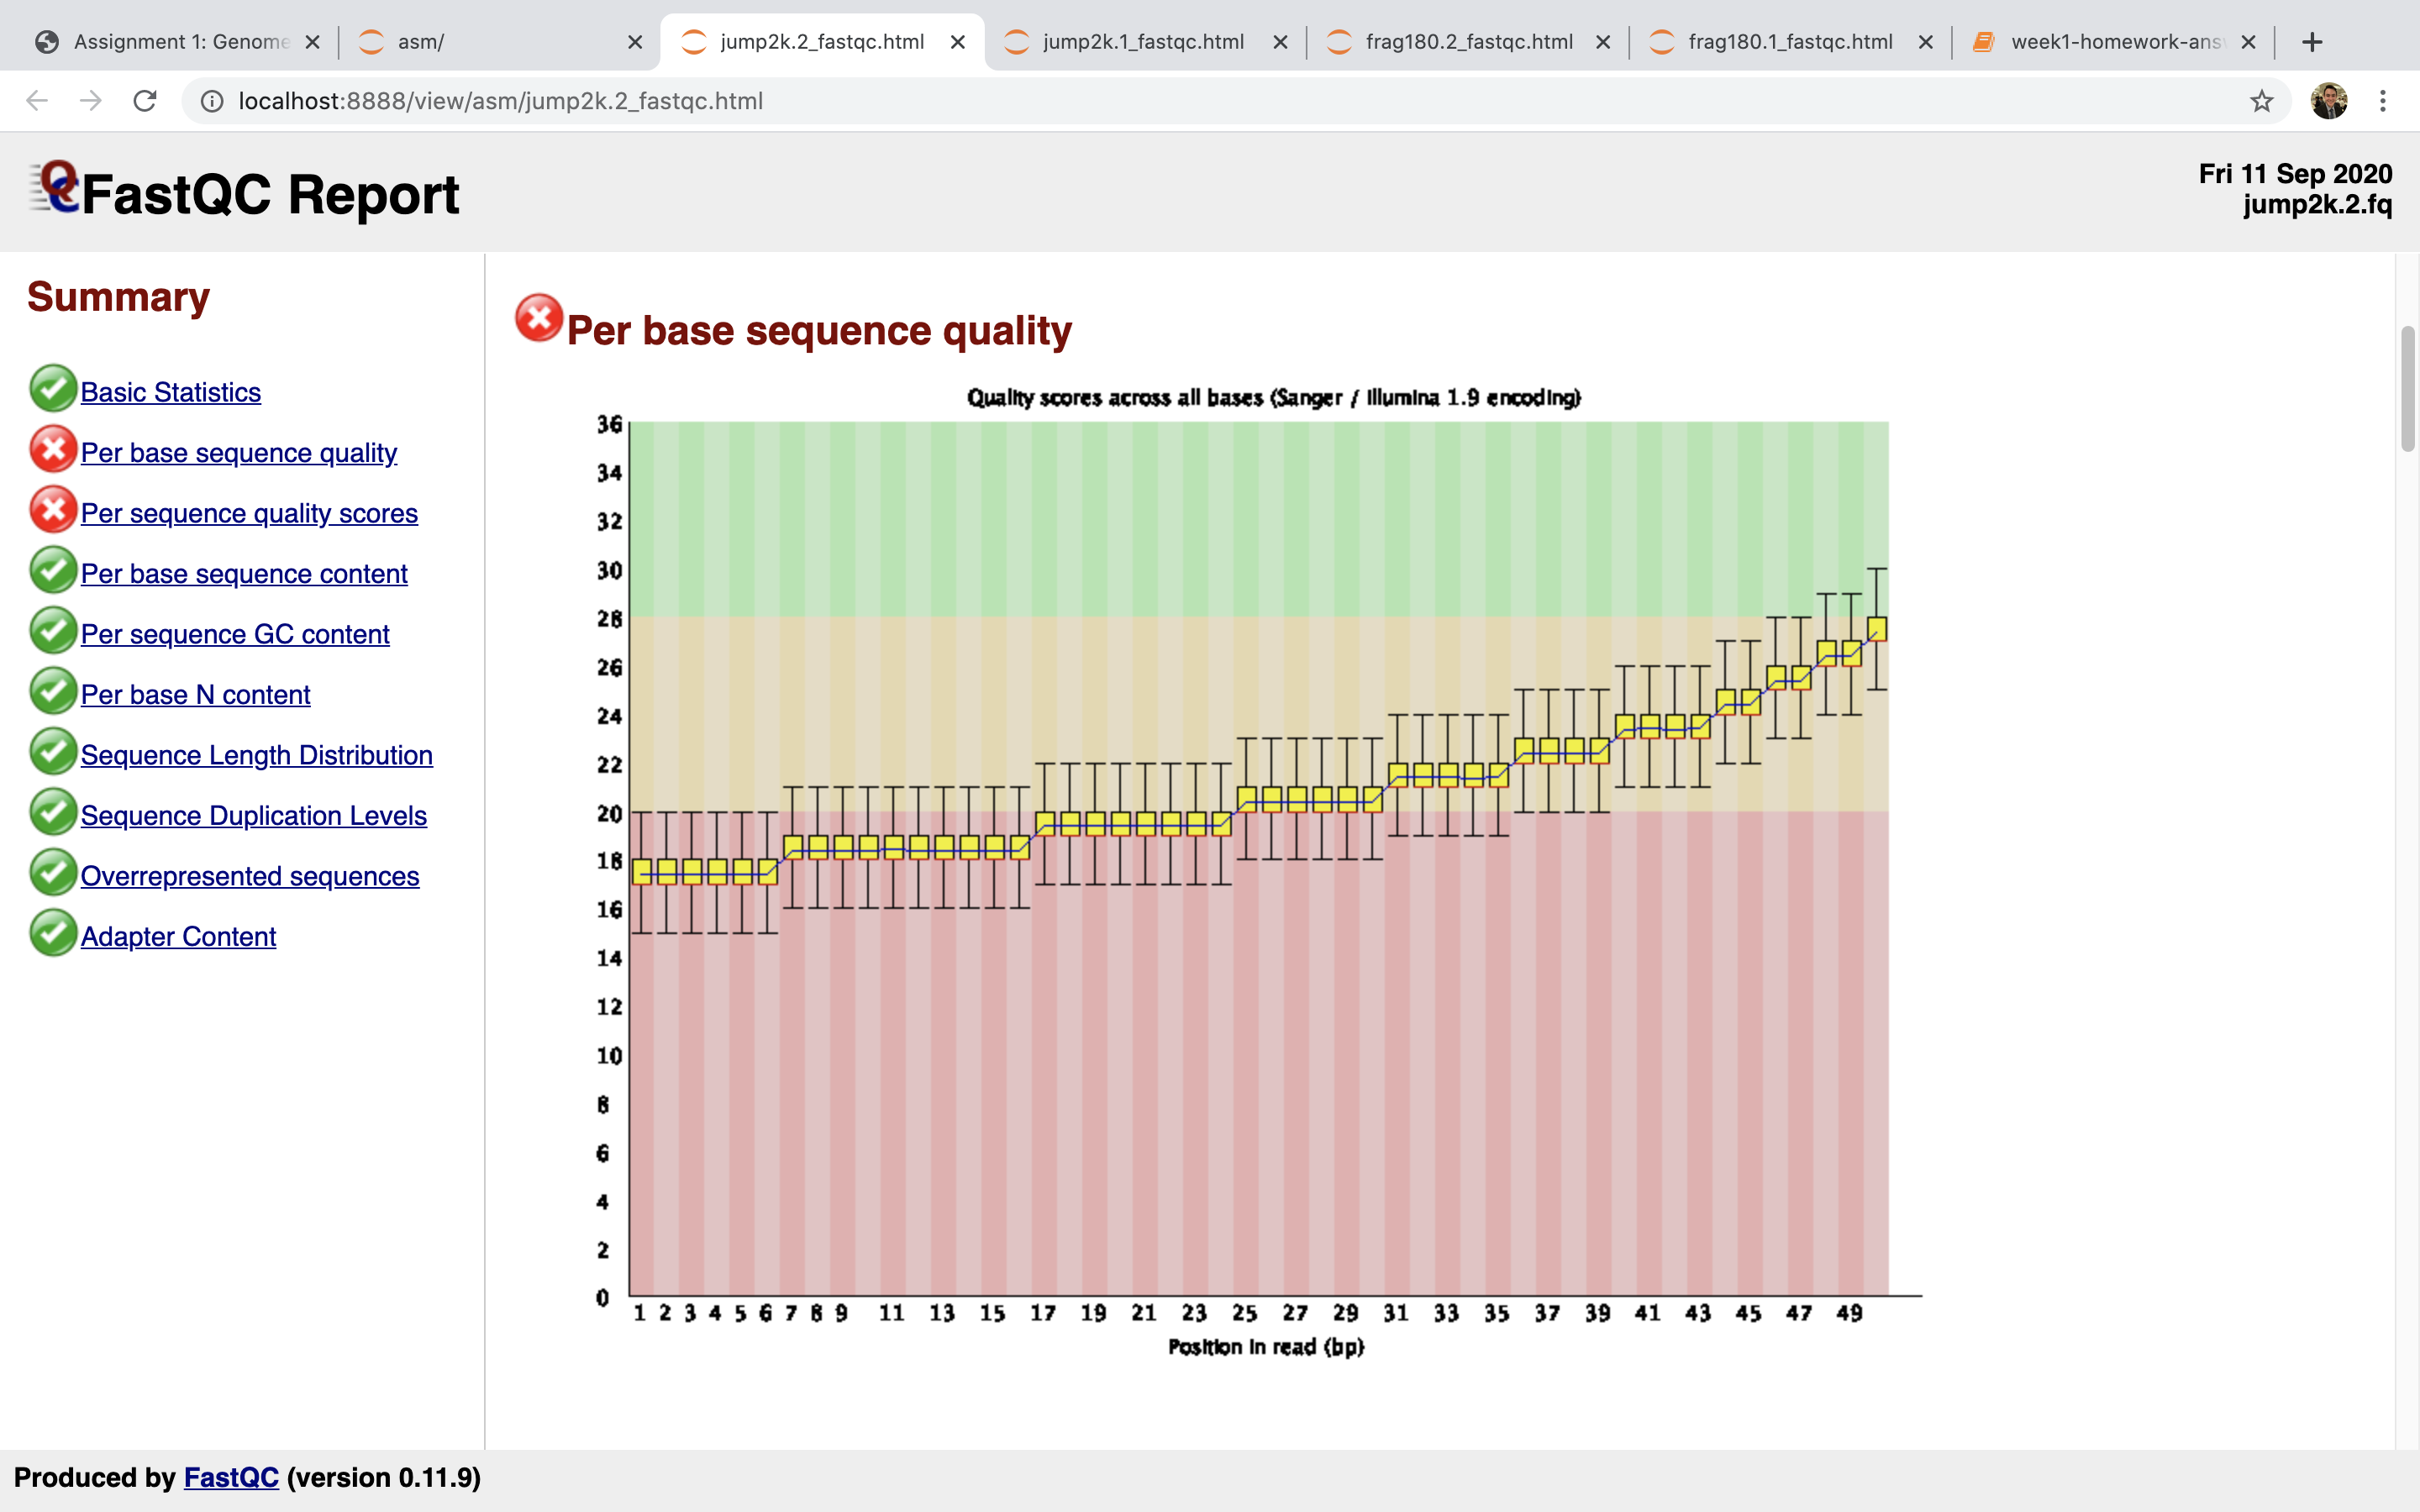 Assignment 1: Genome
asm/
jump2k.2_fastqc.html
jump2k.1_fastqc.html
frag180.2_fastqc.html
frag180.1_fastqc.html
week1-homework-ans
localhost:8888/view/asm/jump2k.2_fastqc.html
FastQC Report
Fri 11 Sep 2020
jump2k.2.fq
Summary
Basic Statistics
Per base sequence quality
Per sequence quality scores
Per base sequence content
Per sequence GC content
Per base N content
Sequence Length Distribution
Sequence Duplication Levels
Overrepresented sequences
Adapter Content
Per base sequence quality
Quality scores across all bases (Sanger / Illumina 1.9 encoding)
36
34
32
30
28
26
24
22
20
18
16
14
12
10
8
6
4
2
0
1 2 3 4 5 6 7 8 9 11 13 15 17 19 21 23 25 27 29 31 33 35 37 39 41 43 45 47 49
Position in read (bp)
Produced by FastQC (version 0.11.9)